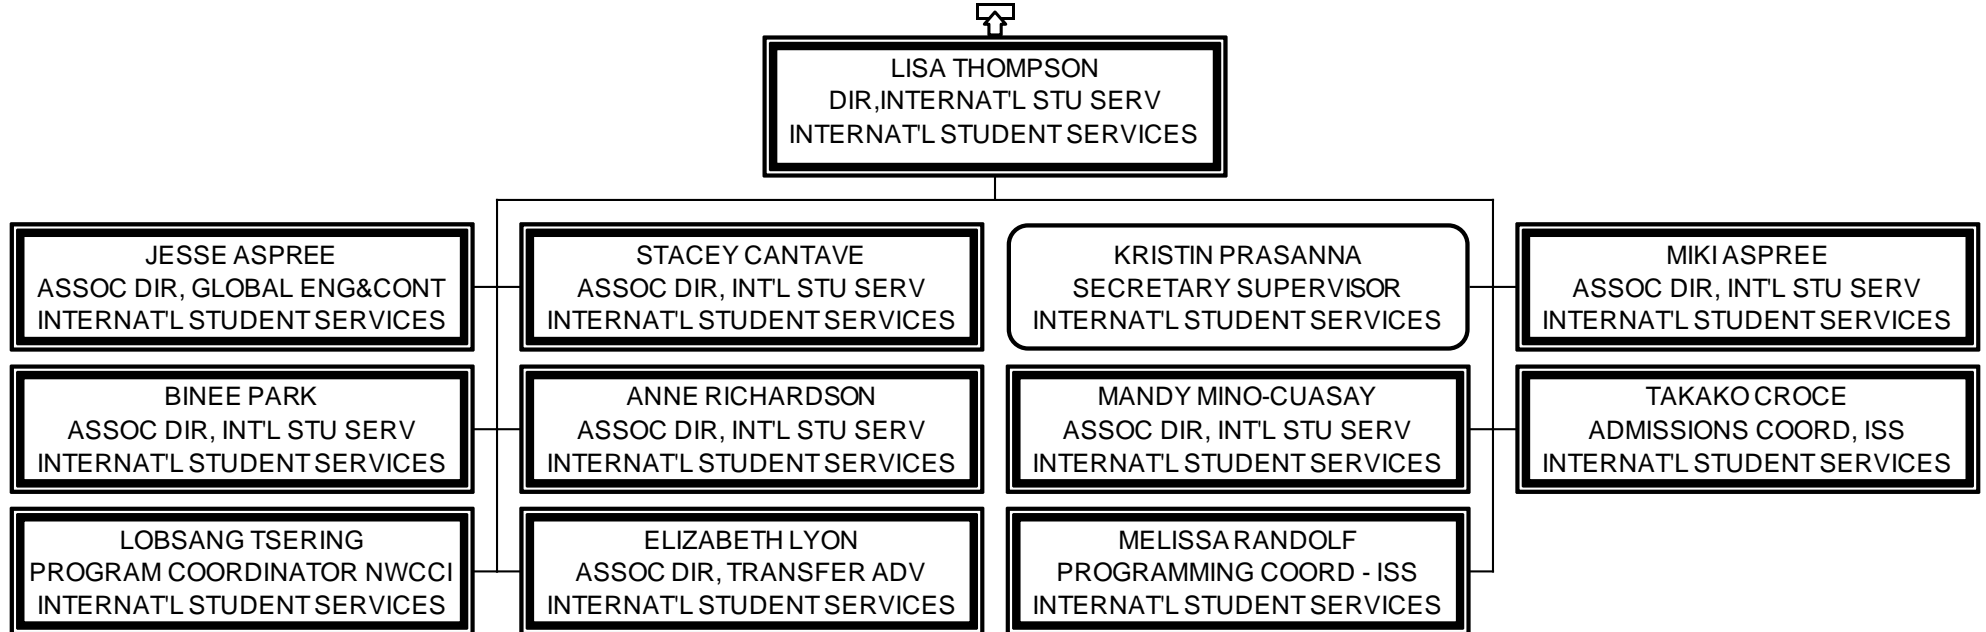 LISA THOMPSON
DIR,INTERNAT'L STU SERV
INTERNAT'L STUDENT SERVICES
JESSE ASPREE
ASSOC DIR, GLOBAL ENG&CONT
INTERNAT'L STUDENT SERVICES
STACEY CANTAVE
ASSOC DIR, INT'L STU SERV
INTERNAT'L STUDENT SERVICES
KRISTIN PRASANNA
SECRETARY SUPERVISOR
INTERNAT'L STUDENT SERVICES
MIKI ASPREE
ASSOC DIR, INT'L STU SERV
INTERNAT'L STUDENT SERVICES
BINEE PARK
ASSOC DIR, INT'L STU SERV
INTERNAT'L STUDENT SERVICES
ANNE RICHARDSON
ASSOC DIR, INT'L STU SERV
INTERNAT'L STUDENT SERVICES
MANDY MINO-CUASAY
ASSOC DIR, INT'L STU SERV
INTERNAT'L STUDENT SERVICES
TAKAKO CROCE
ADMISSIONS COORD, ISS
INTERNAT'L STUDENT SERVICES
LOBSANG TSERING
PROGRAM COORDINATOR NWCCI
INTERNAT'L STUDENT SERVICES
ELIZABETH LYON
ASSOC DIR, TRANSFER ADV
INTERNAT'L STUDENT SERVICES
MELISSA RANDOLF
PROGRAMMING COORD - ISS
INTERNAT'L STUDENT SERVICES